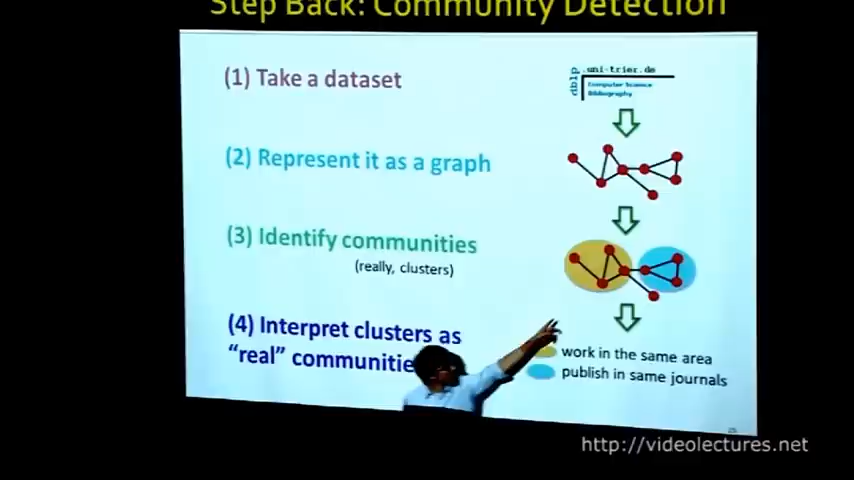 Step Back: Community Detection
(1) Take a dataset
dblp
.uni-trier.de
Computer Science
Bibliography
(2) Represent it as a graph
(3) Identify communities
(really, clusters)
(4) Interpret clusters as
"real" communitie
work in the same area
publish in same journals
http://videolectures.net